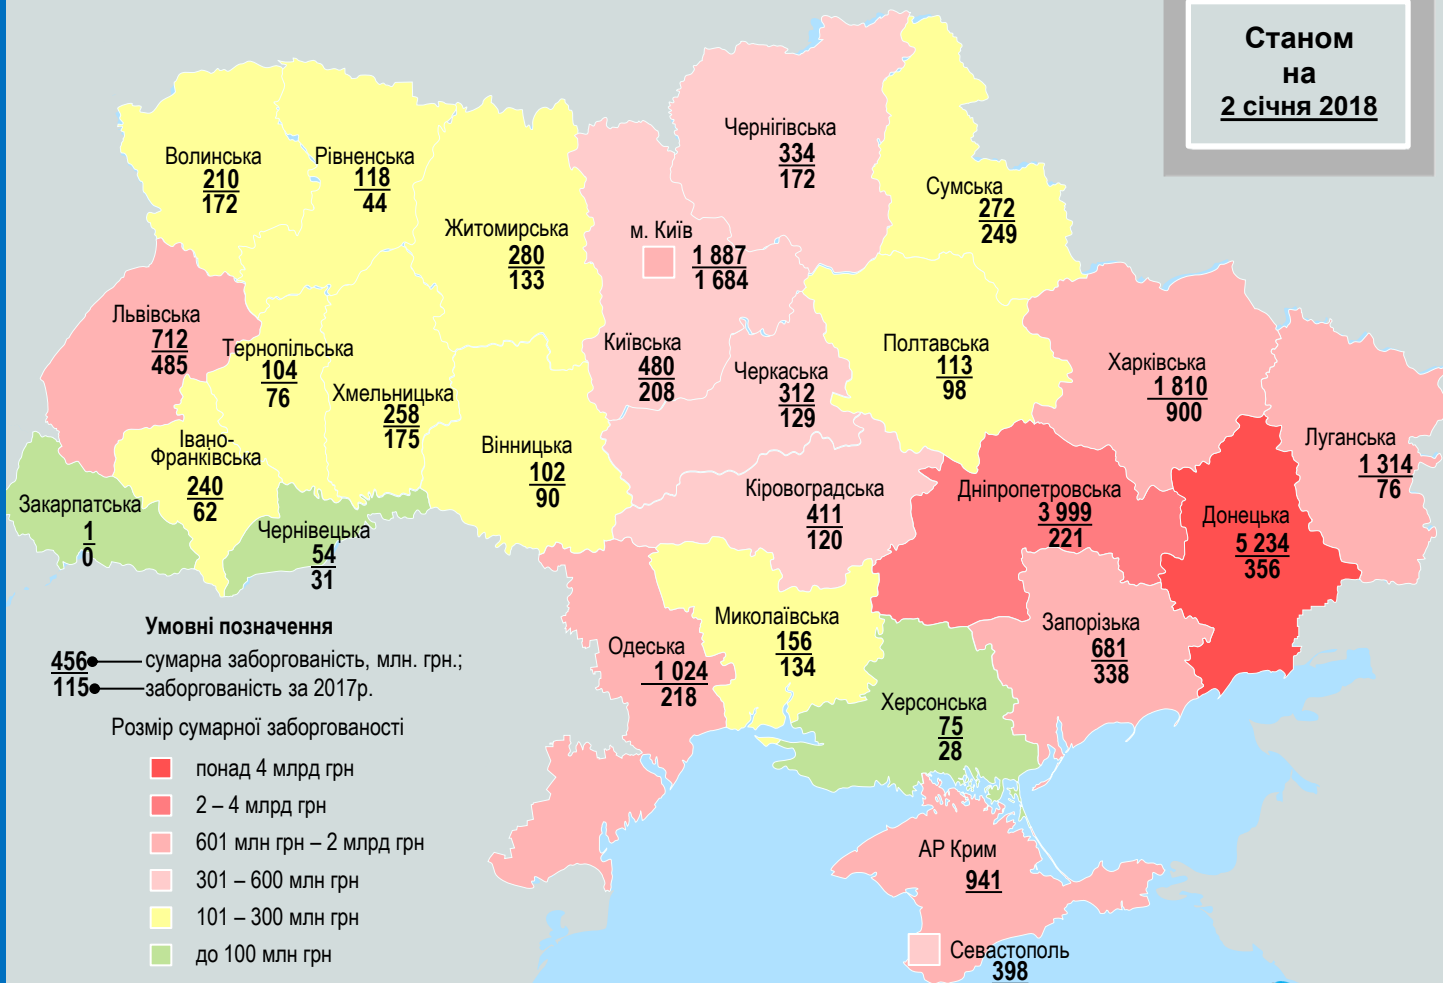 Станом
на
2 січня 2018
Чернігівська
334
172
Волинська
210
172
Рівненська
118
44
Сумська
272
249
Житомирська
280
133
м. Київ
1 887
1 684
Львівська
712
485
Тернопільська
104
76
Хмельницька
258
175
Київська
480
208
Черкаська
312
129
Полтавська
113
98
Харківська
1 810
900
Луганська
1 314
76
Івано-
Франківська
240
62
Вінницька
102
90
Кіровоградська
411
120
Дніпропетровська
3 999
221
Донецька
5 234
356
Закарпатська
1
0
Чернівецька
54
31
Миколаївська
156
134
Одеська
1 024
218
Запорізька
681
338
Херсонська
75
28
АР Крим
941
Севастополь
398
Умовні позначення
456 сумарна заборгованість, млн. грн.;
115 заборгованість за 2017р.
Розмір сумарної заборгованості
понад 4 млрд грн
2 – 4 млрд грн
601 млн грн – 2 млрд грн
301 – 600 млн грн
101 – 300 млн грн
до 100 млн грн